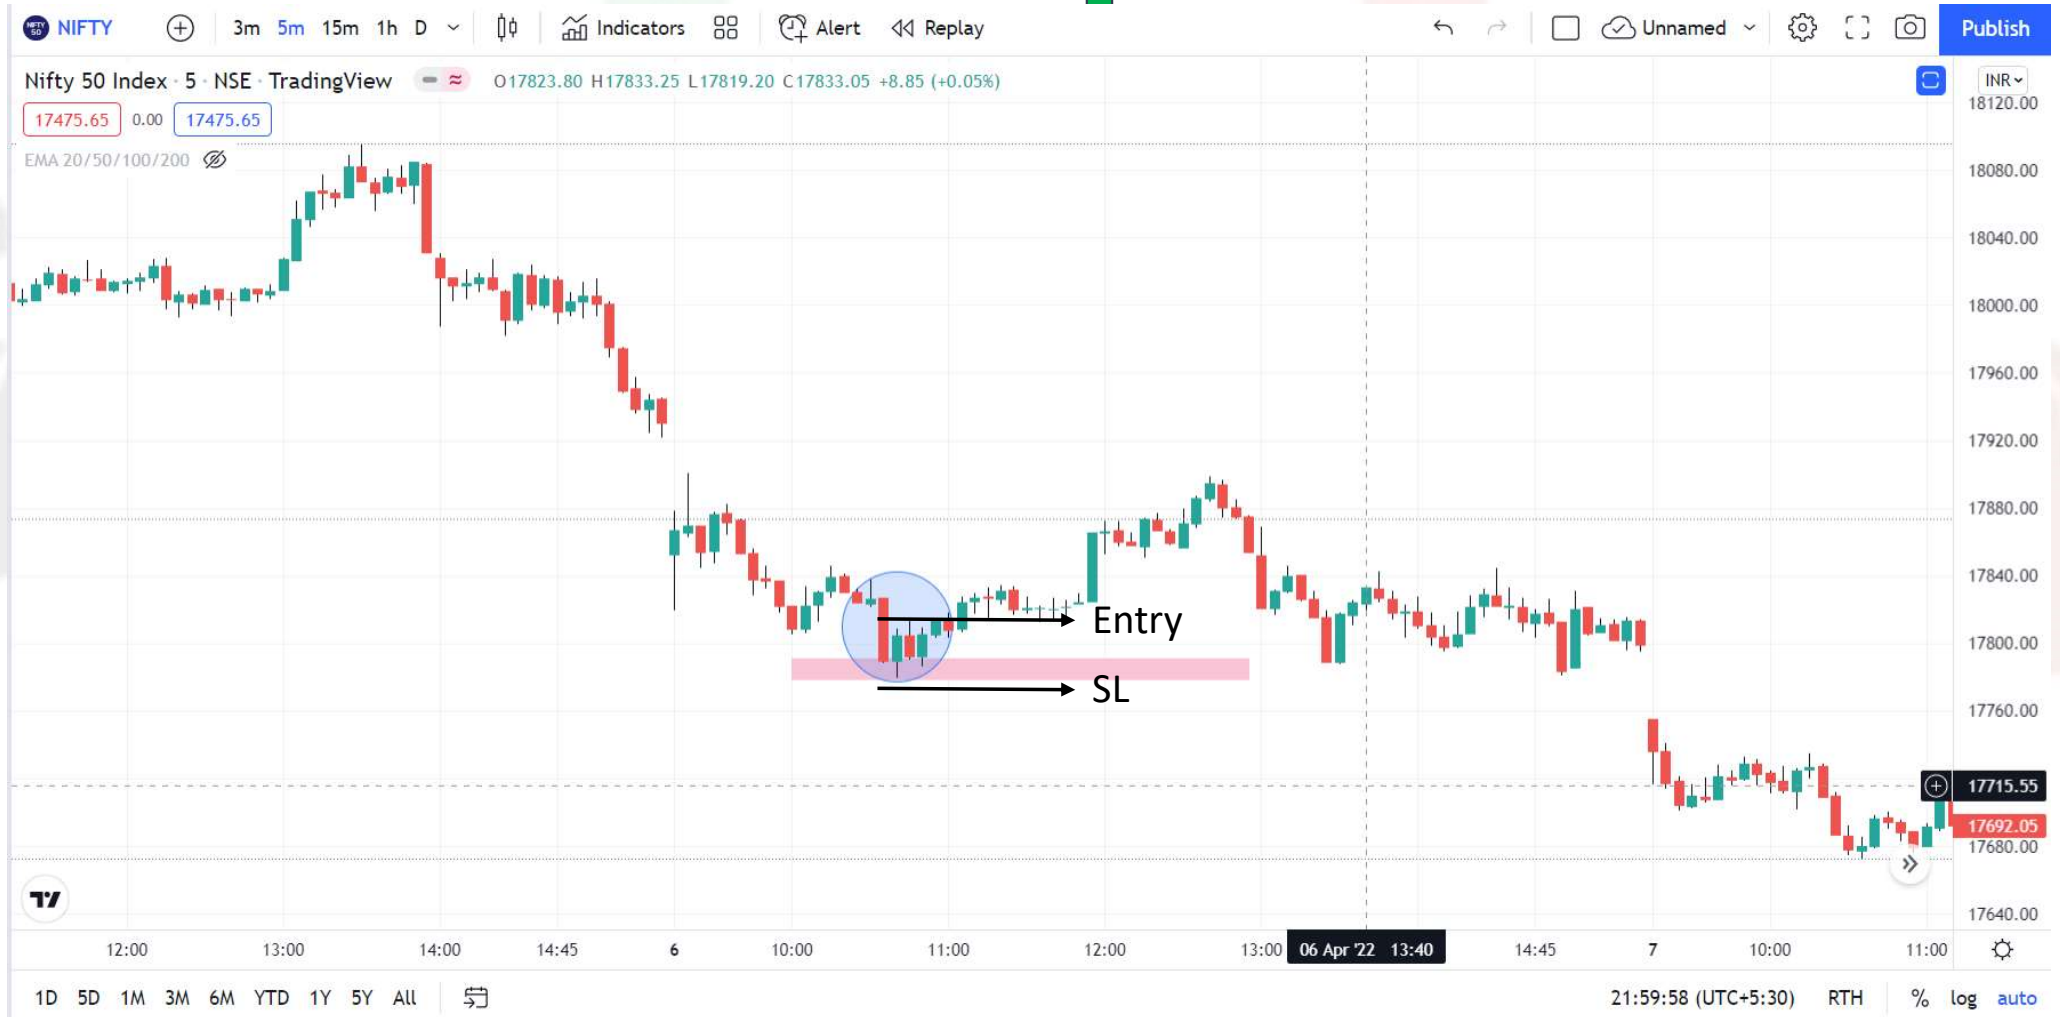 NIFTY 50 NIFTY 3m 5m 15m 1h D Indicators Alert Replay Unnamed Publish
Nifty 50 Index · 5 · NSE · TradingView O17823.80 H17833.25 L17819.20 C17833.05 +8.85 (+0.05%) INR
17475.65 0.00 17475.65
EMA 20/50/100/200
18120.00
18080.00
18040.00
18000.00
17960.00
17920.00
17880.00
17840.00
17800.00
17760.00
17715.55
17692.05
17680.00
17640.00
Entry
SL
12:00 13:00 14:00 14:45 6 10:00 11:00 12:00 13:00 06 Apr '22 13:40 14:45 7 10:00 11:00
1D 5D 1M 3M 6M YTD 1Y 5Y All 21:59:58 (UTC+5:30) RTH % log auto